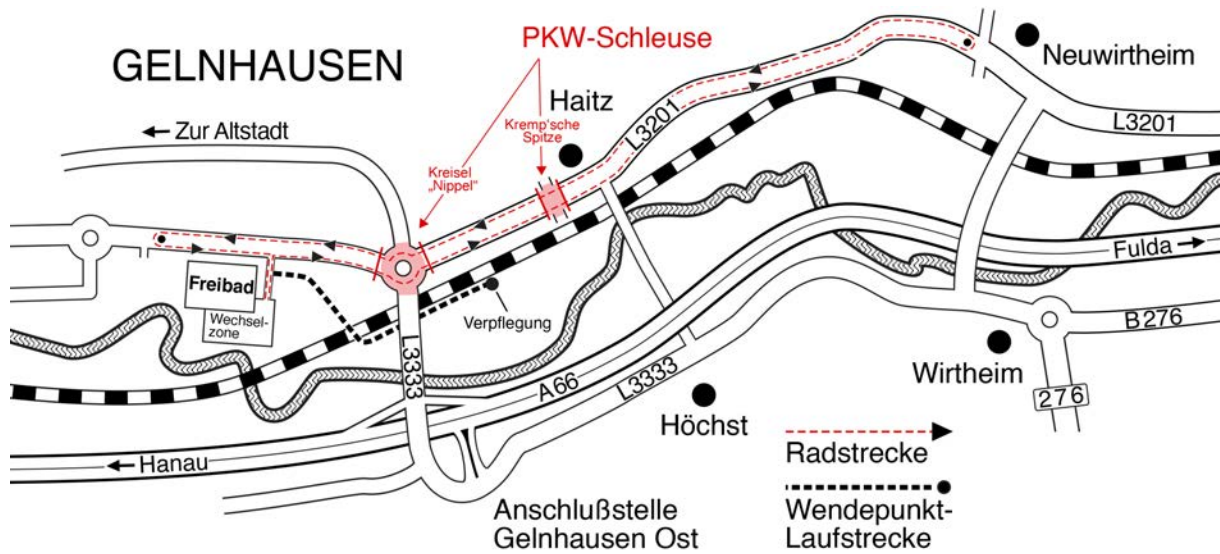 GELNHAUSEN
PKW-Schleuse
Neuwirtheim
Haitz
Kremp'sche
Spitze
← Zur Altstadt
L3201
L3201
Kreisel
„Nippel"
Fulda →
Freibad
Wechsel-
zone
Verpflegung
L3333
B276
A66
L3333
Wirtheim
276
Höchst
← Hanau
Radstrecke
Anschlußstelle
Gelnhausen Ost
Wendepunkt-
Laufstrecke